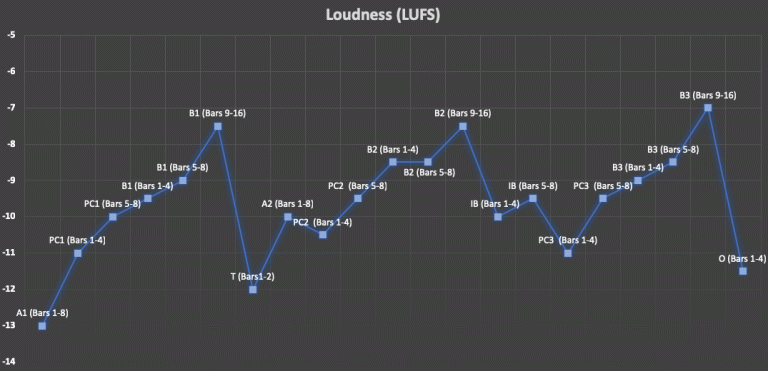 Loudness (LUFS)
-5
-6
-7
-8
-9
-10
-11
-12
-13
-14
A1 (Bars 1-8)
PC1 (Bars 1-4)
PC1 (Bars 5-8)
B1 (Bars 1-4)
B1 (Bars 5-8)
B1 (Bars 9-16)
T (Bars1-2)
A2 (Bars 1-8)
PC2 (Bars 1-4)
PC2 (Bars 5-8)
B2 (Bars 1-4)
B2 (Bars 5-8)
B2 (Bars 9-16)
IB (Bars 1-4)
IB (Bars 5-8)
PC3 (Bars 1-4)
PC3 (Bars 5-8)
B3 (Bars 1-4)
B3 (Bars 5-8)
B3 (Bars 9-16)
O (Bars 1-4)